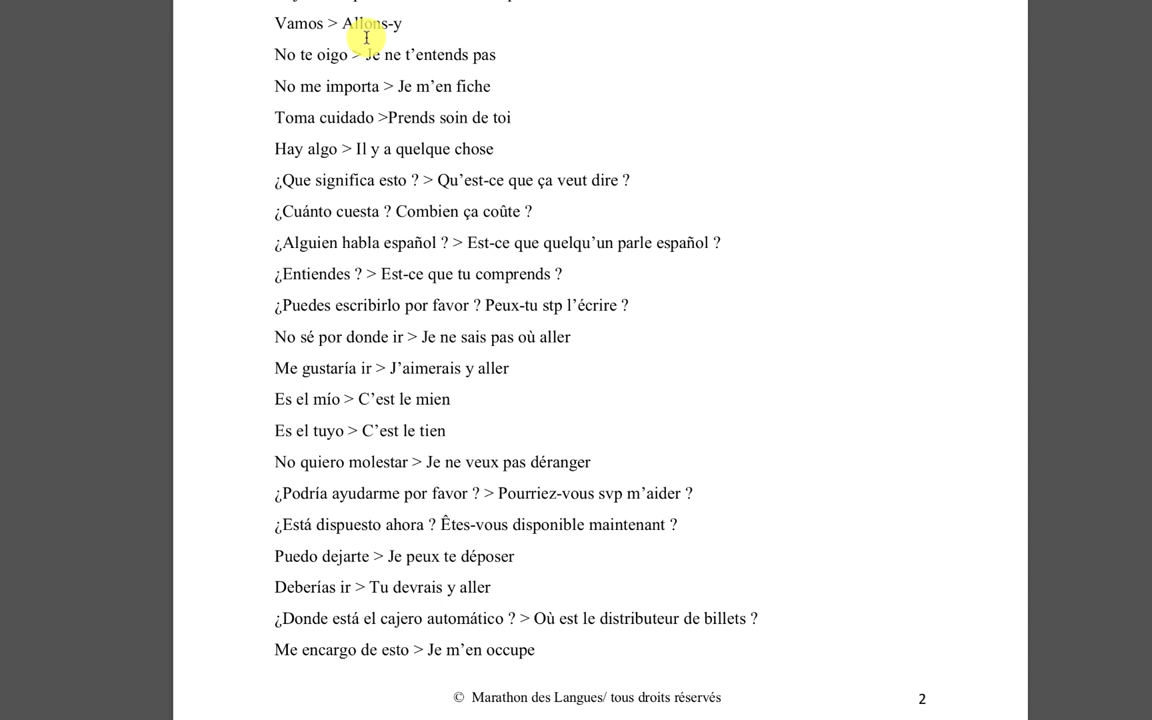 Vamos > Allons-y
No te oigo > Je ne t’entends pas
No me importa > Je m’en fiche
Toma cuidado >Prends soin de toi
Hay algo > Il y a quelque chose
¿Que significa esto ? > Qu’est-ce que ça veut dire ?
¿Cuánto cuesta ? Combien ça coûte ?
¿Alguien habla español ? > Est-ce que quelqu’un parle español ?
¿Entiendes ? > Est-ce que tu comprends ?
¿Puedes escribirlo por favor ? Peux-tu stp l’écrire ?
No sé por donde ir > Je ne sais pas où aller
Me gustaría ir > J’aimerais y aller
Es el mío > C’est le mien
Es el tuyo > C’est le tien
No quiero molestar > Je ne veux pas déranger
¿Podría ayudarme por favor ? > Pourriez-vous svp m’aider ?
¿Está dispuesto ahora ? Êtes-vous disponible maintenant ?
Puedo dejarte > Je peux te déposer
Deberías ir > Tu devrais y aller
¿Donde está el cajero automático ? > Où est le distributeur de billets ?
Me encargo de esto > Je m’en occupe
© Marathon des Langues/ tous droits réservés 2